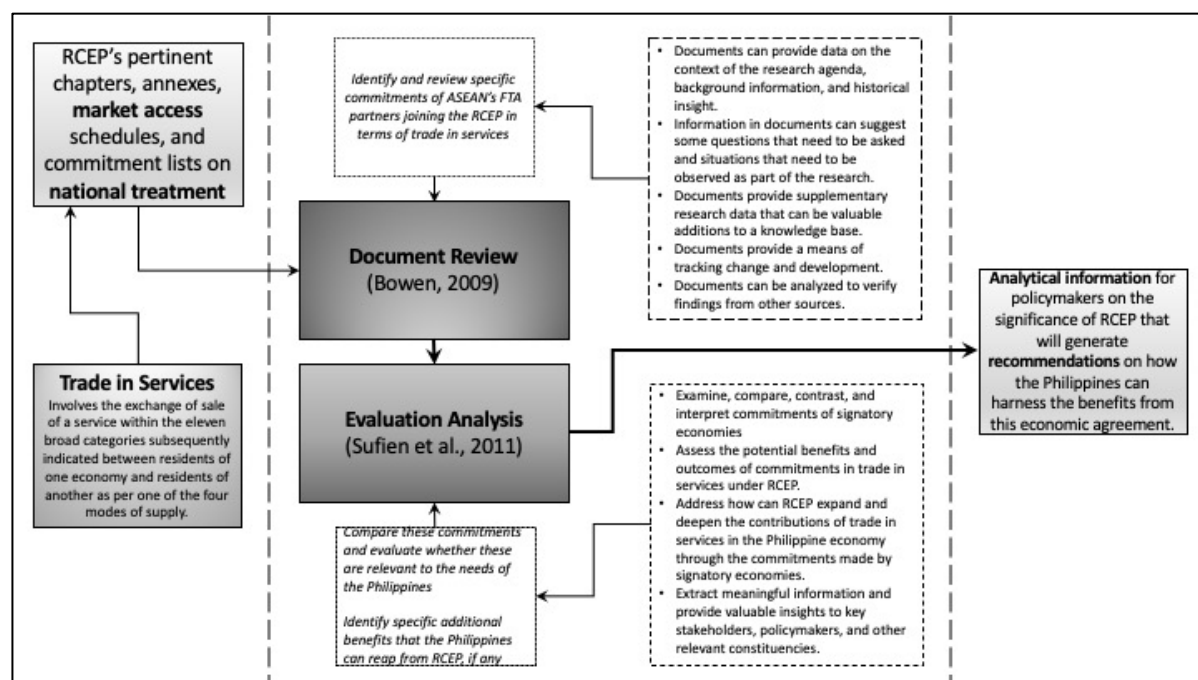 RCEP's pertinent
chapters, annexes,
market access
schedules, and
commitment lists on
national treatment
Trade in Services
Involves the exchange of sale
of a service within the eleven
broad categories subsequently
indicated between residents of
one economy and residents of
another as per one of the four
modes of supply.
Identify and review specific
commitments of ASEAN's FTA
partners joining the RCEP in
terms of trade in services
Document Review
(Bowen, 2009)
Evaluation Analysis
(Sufien et al., 2011)
Compare these commitments
and evaluate whether these
are relevant to the needs of
the Philippines
Identify specific additional
benefits that the Philippines
can reap from RCEP, if any
• Documents can provide data on the
context of the research agenda,
background information, and historical
insight.
• Information in documents can suggest
some questions that need to be asked
and situations that need to be
observed as part of the research.
• Documents provide supplementary
research data that can be valuable
additions to a knowledge base.
• Documents provide a means of
tracking change and development.
• Documents can be analyzed to verify
findings from other sources.
• Examine, compare, contrast, and
interpret commitments of signatory
economies
• Assess the potential benefits and
outcomes of commitments in trade in
services under RCEP.
• Address how can RCEP expand and
deepen the contributions of trade in
services in the Philippine economy
through the commitments made by
signatory economies.
• Extract meaningful information and
provide valuable insights to key
stakeholders, policymakers, and other
relevant constituencies.
Analytical information for
policymakers on the
significance of RCEP that
will generate
recommendations on how
the Philippines can
harness the benefits from
this economic agreement.